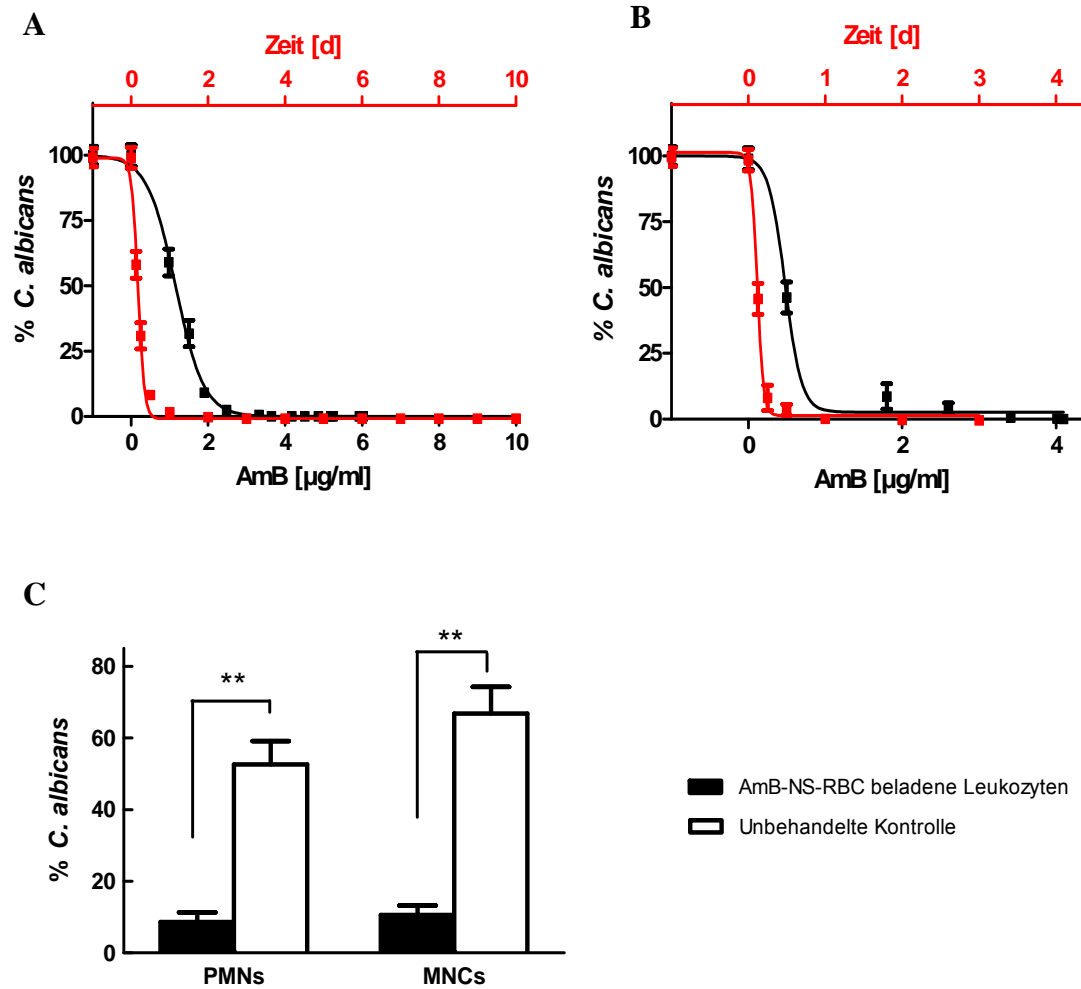 A
Zeit [d]
0 2 4 6 8 10
100
75
50
25
0
% C. albicans
0 2 4 6 8 10
AmB [µg/ml]
B
Zeit [d]
0 1 2 3 4
100
75
50
25
0
% C. albicans
0 2 4
AmB [µg/ml]
C
80
60
40
20
0
% C. albicans
**
**
PMNs MNCs
AmB-NS-RBC beladene Leukozyten
Unbehandelte Kontrolle